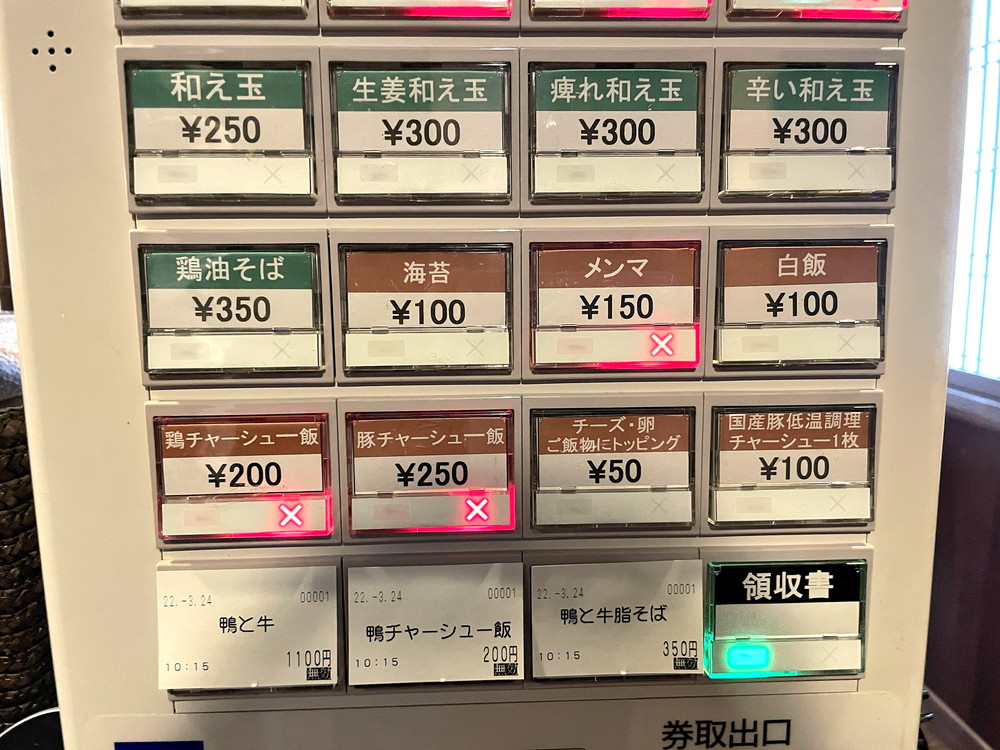 和え玉
¥250
生姜和え玉
¥300
痺れ和え玉
¥300
辛い和え玉
¥300
鶏油そば
¥350
海苔
¥100
メンマ
¥150
×
白飯
¥100
鶏チャーシュー飯
¥200
×
豚チャーシュー飯
¥250
×
チーズ・卵
ご飯物にトッピング
¥50
国産豚低温調理
チャーシュー1枚
¥100
22.-3.24 00001
鴨と牛
10:15 1100円
無効
22.-3.24 00001
鴨チャーシュー飯
10:15 200円
無効
22.-3.24 00001
鴨と牛脂そば
10:15 350円
無効
領収書
券取出口